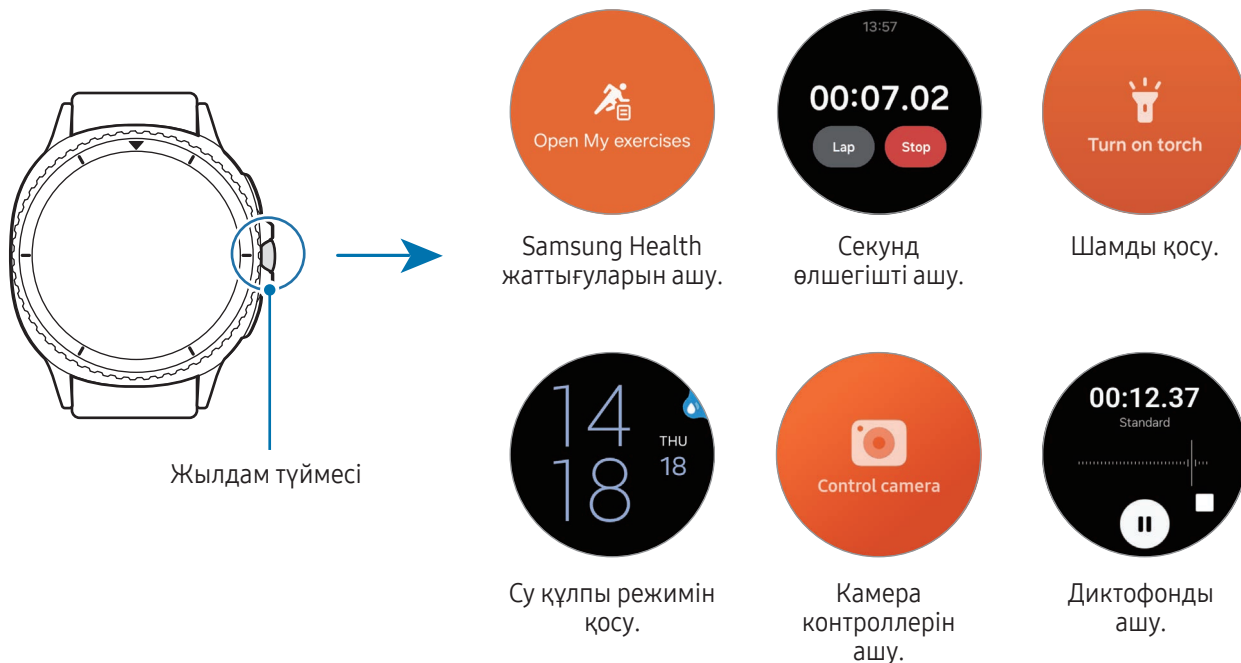 Жылдам түймесі
Open My exercises
Samsung Health
жаттығуларын ашу.
13:57
00:07.02
Lap
Stop
Секунд
өлшегішті ашу.
Turn on torch
Шамды қосу.
14
18
THU
18
Су құлпы режимін
қосу.
Control camera
Камера
контроллерін
ашу.
00:12.37
Standard
Диктофонды
ашу.